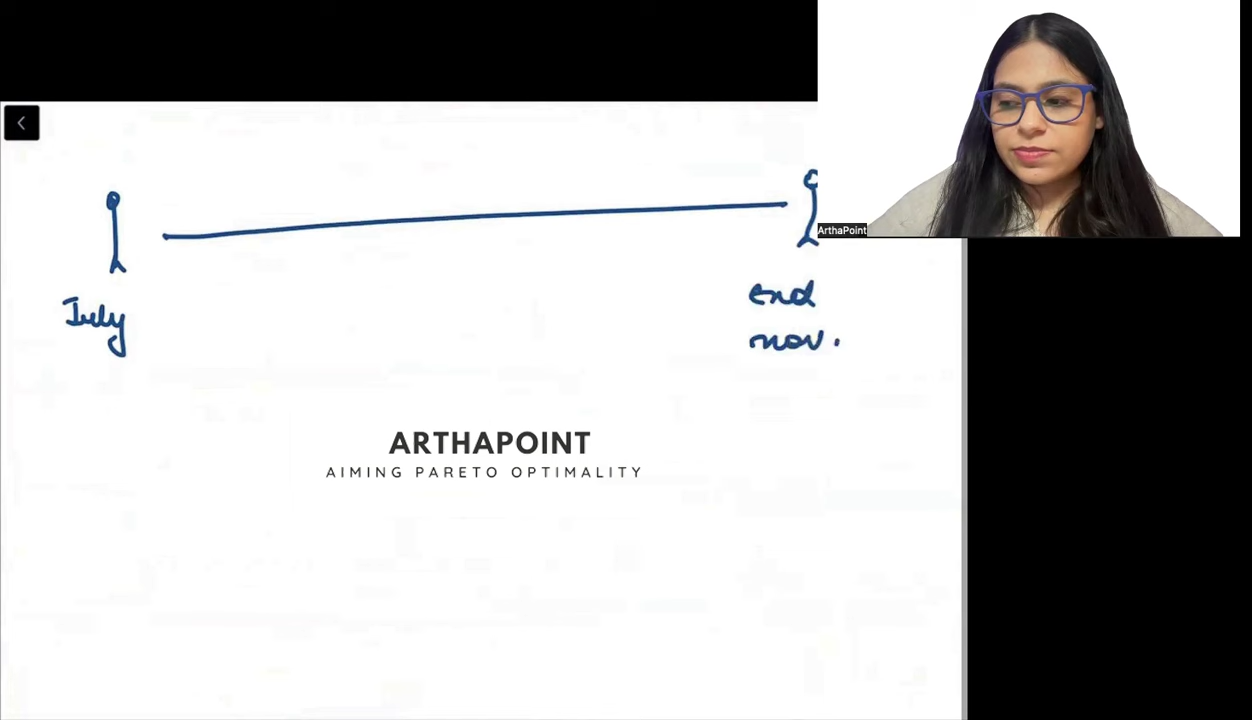 ArthaPoint
July
end
nov.
ARTHAPOINT
AIMING PARETO OPTIMALITY